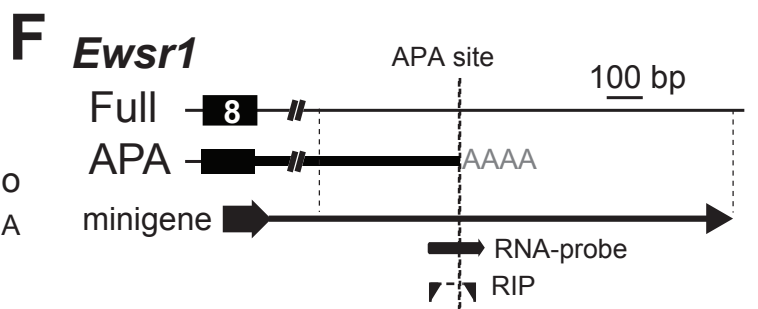 F
Ewsr1
APA site
100 bp
Full
8
APA
AAAA
o
A
minigene
RNA-probe
RIP